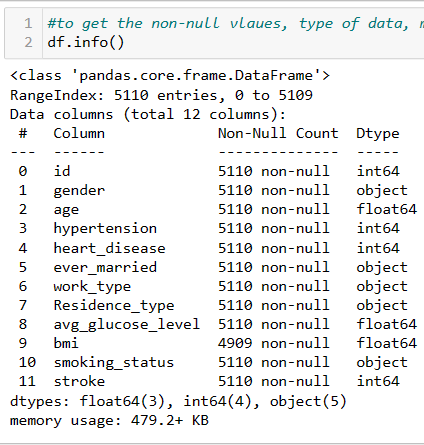 1 #to get the non-null vlaues, type of data,
2 df.info()
<class 'pandas.core.frame.DataFrame'>
RangeIndex: 5110 entries, 0 to 5109
Data columns (total 12 columns):
 #   Column             Non-Null Count  Dtype
---  ------             --------------  -----
 0   id                 5110 non-null   int64
 1   gender             5110 non-null   object
 2   age                5110 non-null   float64
 3   hypertension       5110 non-null   int64
 4   heart_disease      5110 non-null   int64
 5   ever_married       5110 non-null   object
 6   work_type          5110 non-null   object
 7   Residence_type     5110 non-null   object
 8   avg_glucose_level  5110 non-null   float64
 9   bmi                4909 non-null   float64
 10  smoking_status     5110 non-null   object
 11  stroke             5110 non-null   int64
dtypes: float64(3), int64(4), object(5)
memory usage: 479.2+ KB